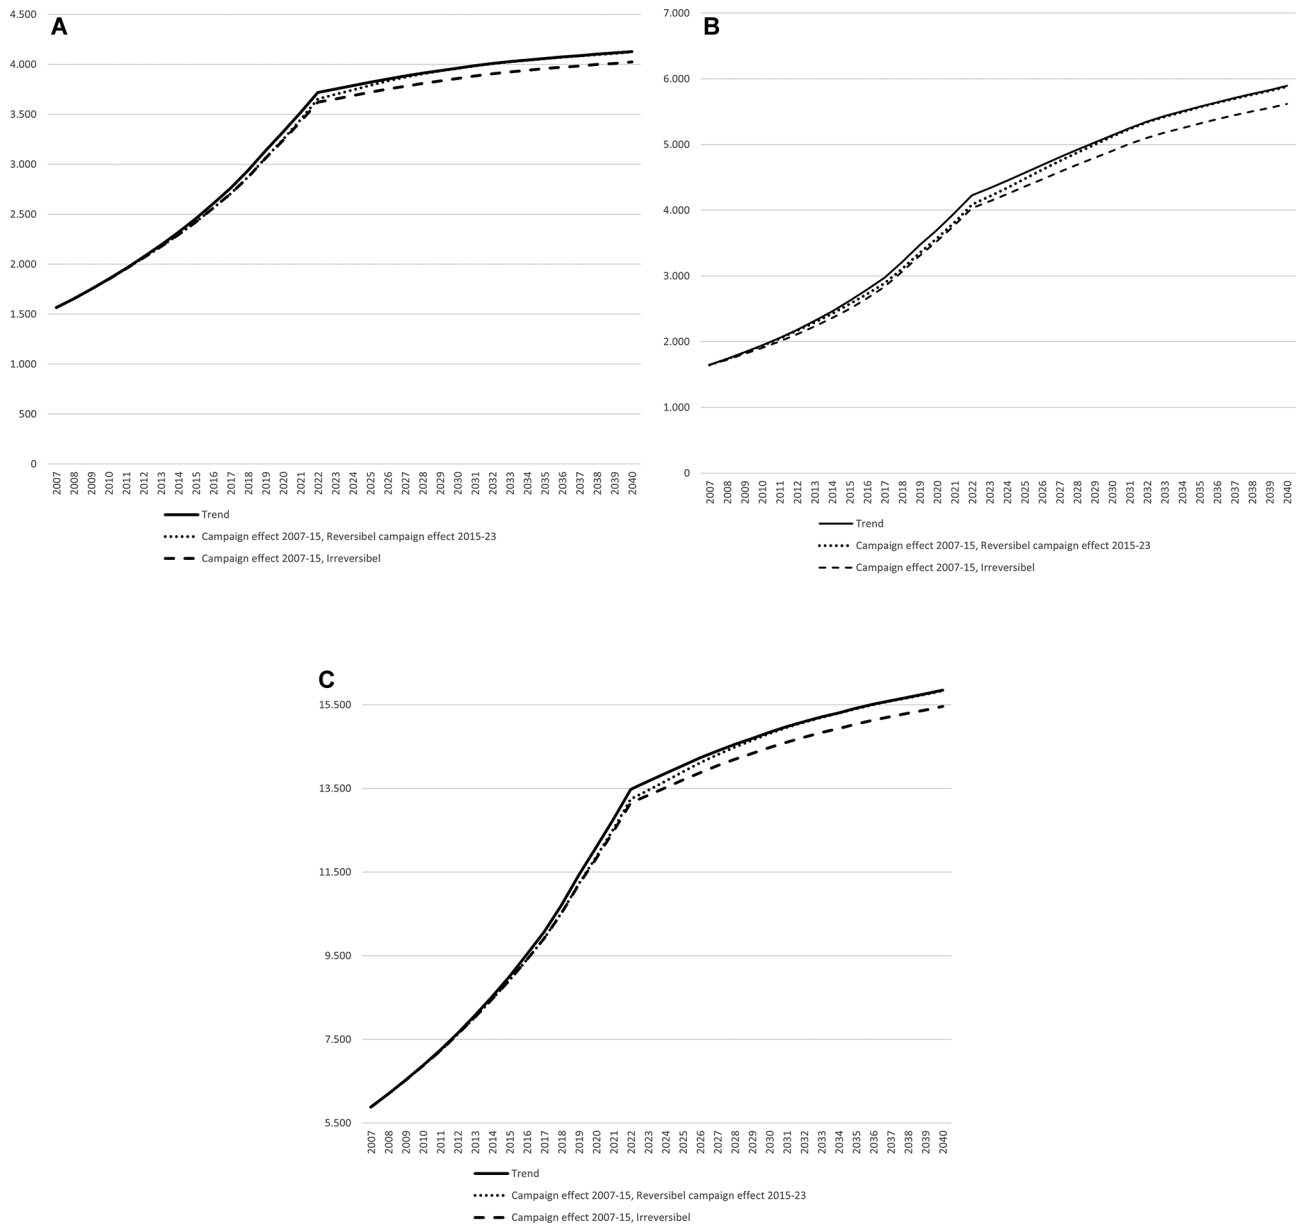 A
4.500
4.000
3.500
3.000
2.500
2.000
1.500
1.000
500
0
2007 2008 2009 2010 2011 2012 2013 2014 2015 2016 2017 2018 2019 2020 2021 2022 2023 2024 2025 2026 2027 2028 2029 2030 2031 2032 2033 2034 2035 2036 2037 2038 2039 2040
Trend
Campaign effect 2007-15, Reversibel campaign effect 2015-23
Campaign effect 2007-15, Irreversibel
B
7.000
6.000
5.000
4.000
3.000
2.000
1.000
0
2007 2008 2009 2010 2011 2012 2013 2014 2015 2016 2017 2018 2019 2020 2021 2022 2023 2024 2025 2026 2027 2028 2029 2030 2031 2032 2033 2034 2035 2036 2037 2038 2039 2040
Trend
Campaign effect 2007-15, Reversibel campaign effect 2015-23
Campaign effect 2007-15, Irreversibel
C
15.500
13.500
11.500
9.500
7.500
5.500
2007 2008 2009 2010 2011 2012 2013 2014 2015 2016 2017 2018 2019 2020 2021 2022 2023 2024 2025 2026 2027 2028 2029 2030 2031 2032 2033 2034 2035 2036 2037 2038 2039 2040
Trend
Campaign effect 2007-15, Reversibel campaign effect 2015-23
Campaign effect 2007-15, Irreversibel